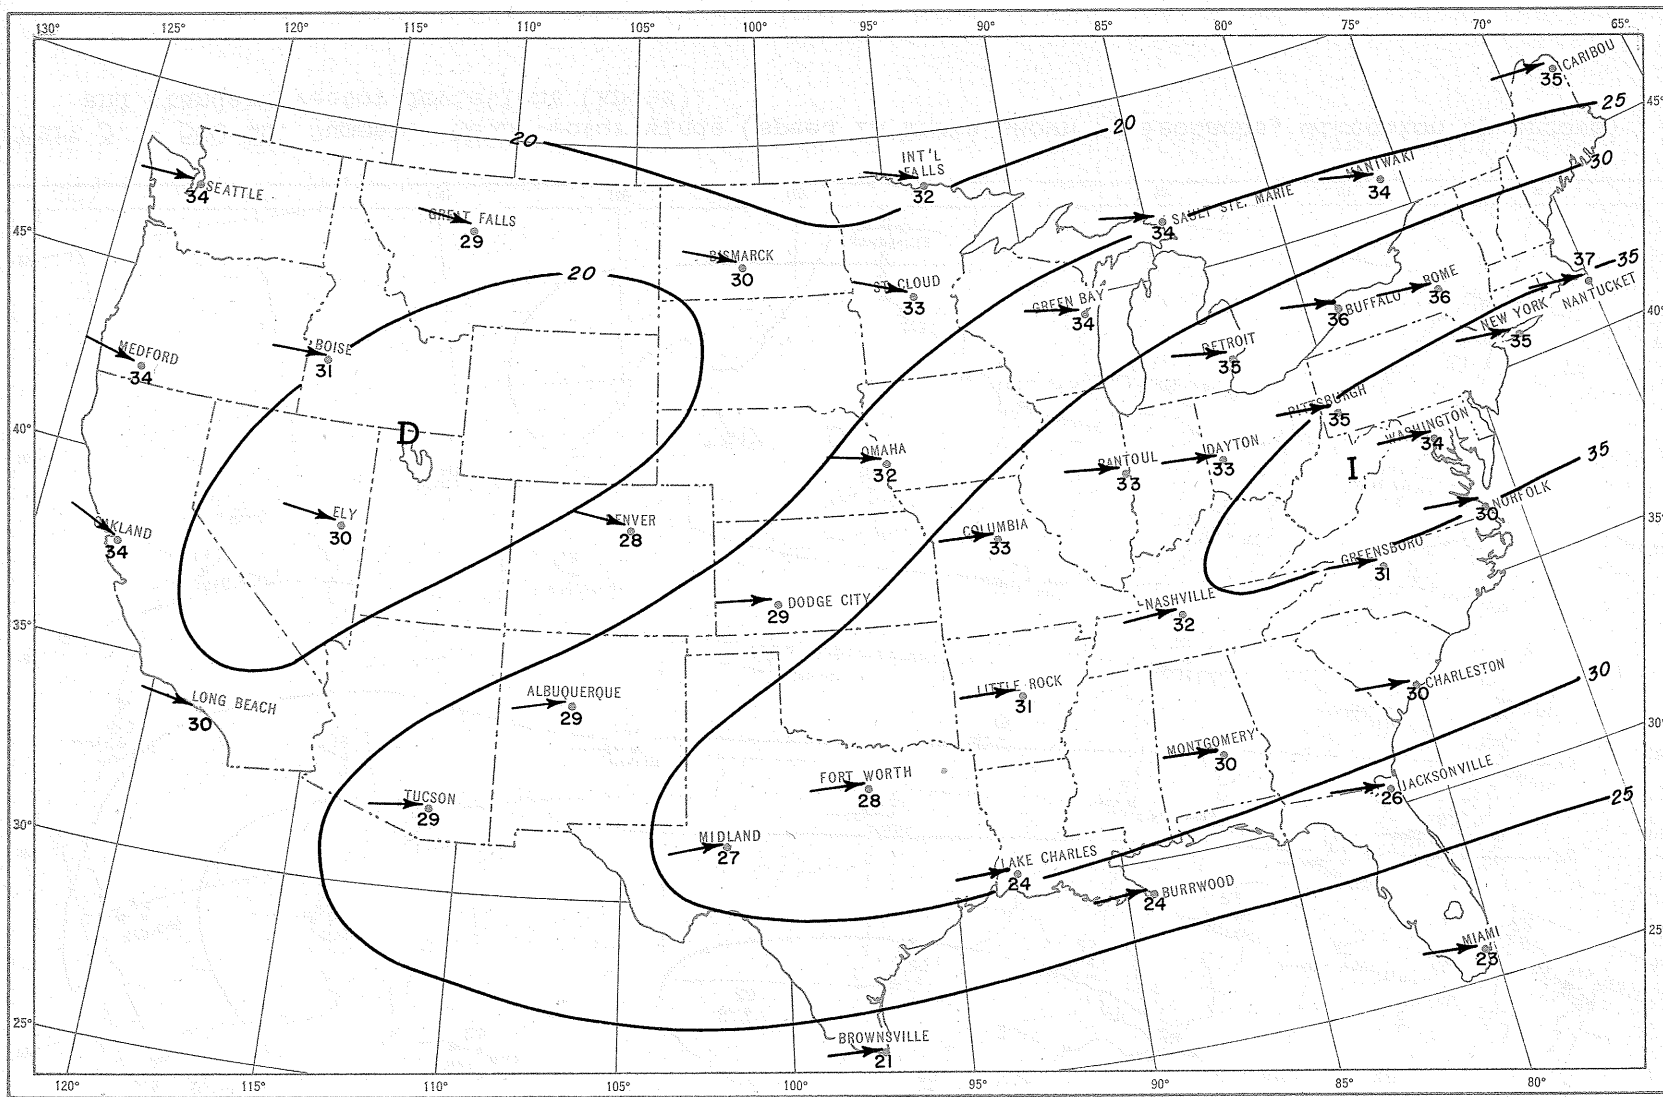 130° 125° 120° 115° 110° 105° 100° 95° 90° 85° 80° 75° 70° 65°
CARIBOU
35
25
45°
20
20
INT'L
FALLS
32
MANIWAKI
34
30
SEATTLE
34
GREAT FALLS
29
SAULT STE. MARIE
34
45°
BISMARCK
30
20
ST CLOUD
33
GREEN BAY
34
BUFFALO
36
ROME
36
37
35
NANTUCKET
NEW YORK
35
40°
MEDFORD
34
BOISE
31
DETROIT
35
PITTSBURGH
35
WASHINGTON
34
40°
D
OMAHA
32
RANTOUL
33
DAYTON
33
I
35
NORFOLK
30
OAKLAND
34
ELY
30
DENVER
28
COLUMBIA
33
35°
GREENSBORO
31
DODGE CITY
29
NASHVILLE
32
35°
LONG BEACH
30
ALBUQUERQUE
29
LITTLE ROCK
31
CHARLESTON
30
30
30°
MONTGOMERY
30
TUCSON
29
FORT WORTH
28
JACKSONVILLE
26
25
30°
MIDLAND
27
LAKE CHARLES
24
BURRWOOD
24
MIAMI
23
25°
25°
BROWNSVILLE
21
120° 115° 110° 105° 100° 95° 90° 85° 80°